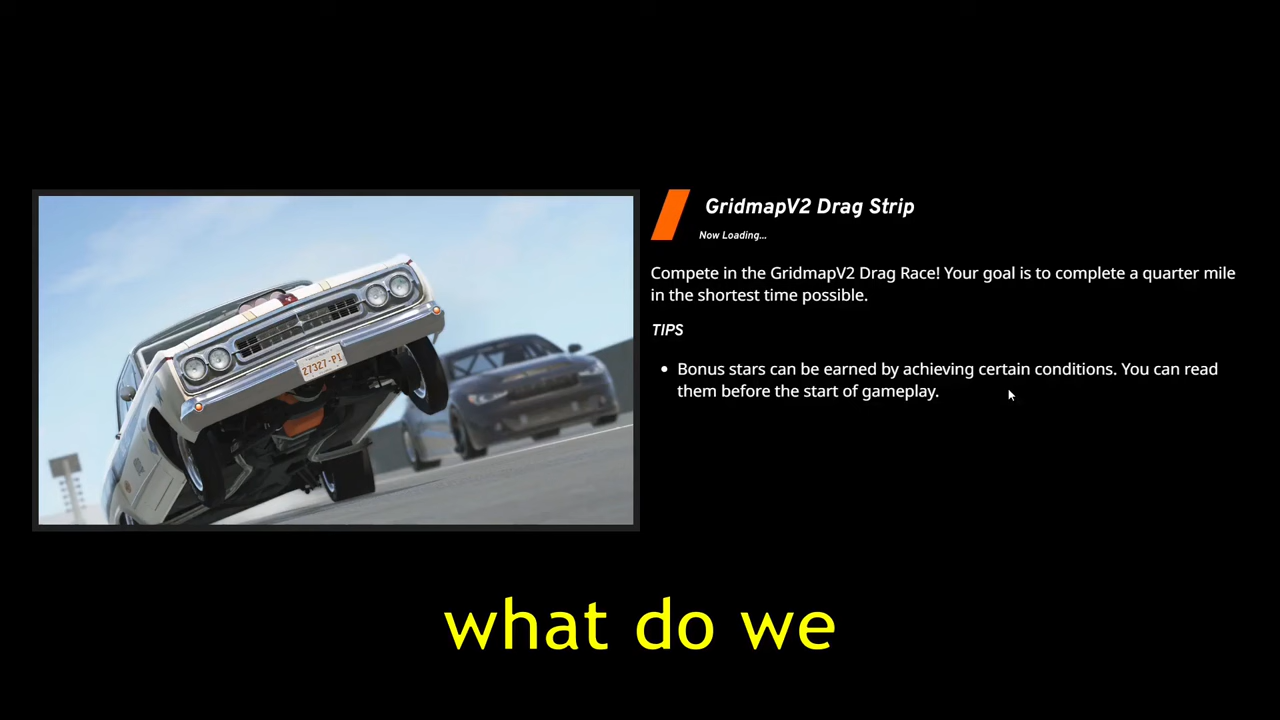 GridmapV2 Drag Strip
Now Loading...
Compete in the GridmapV2 Drag Race! Your goal is to complete a quarter mile
in the shortest time possible.
TIPS
• Bonus stars can be earned by achieving certain conditions. You can read
them before the start of gameplay.
27327-P1
what do we